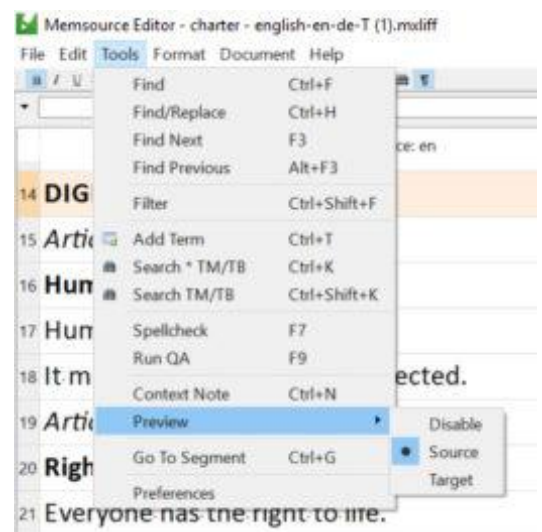 Memsource Editor - charter - english-en-de-T (1).mxliff
File Edit Tools Format Document Help
B I U
Find Ctrl+F
Find/Replace Ctrl+H
Find Next F3
ce: en
Find Previous Alt+F3
14 DIG
Filter Ctrl+Shift+F
15 Artic
Add Term Ctrl+T
Search * TM/TB Ctrl+K
16 Hum
Search TM/TB Ctrl+Shift+K
17 Hum
Spellcheck F7
Run QA F9
18 It m ected.
Context Note Ctrl+N
19 Artic
Preview
Disable
Source
Target
Go To Segment Ctrl+G
20 Righ
Preferences
21 Everyone has the right to life.